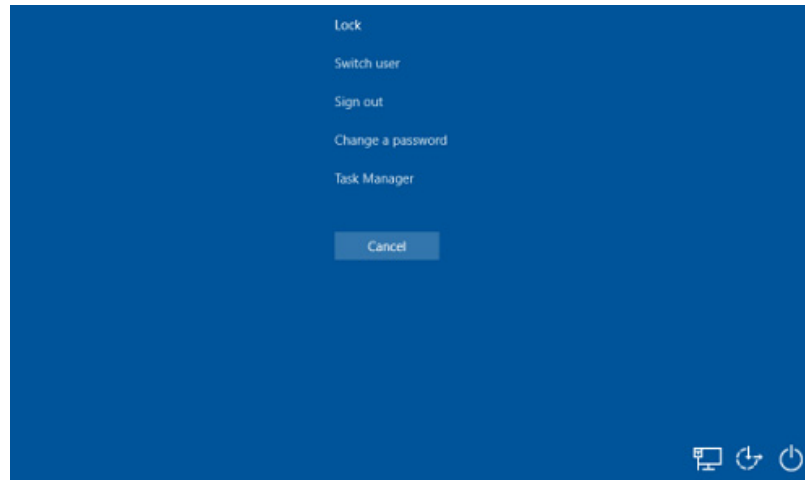 Lock
Switch user
Sign out
Change a password
Task Manager
Cancel